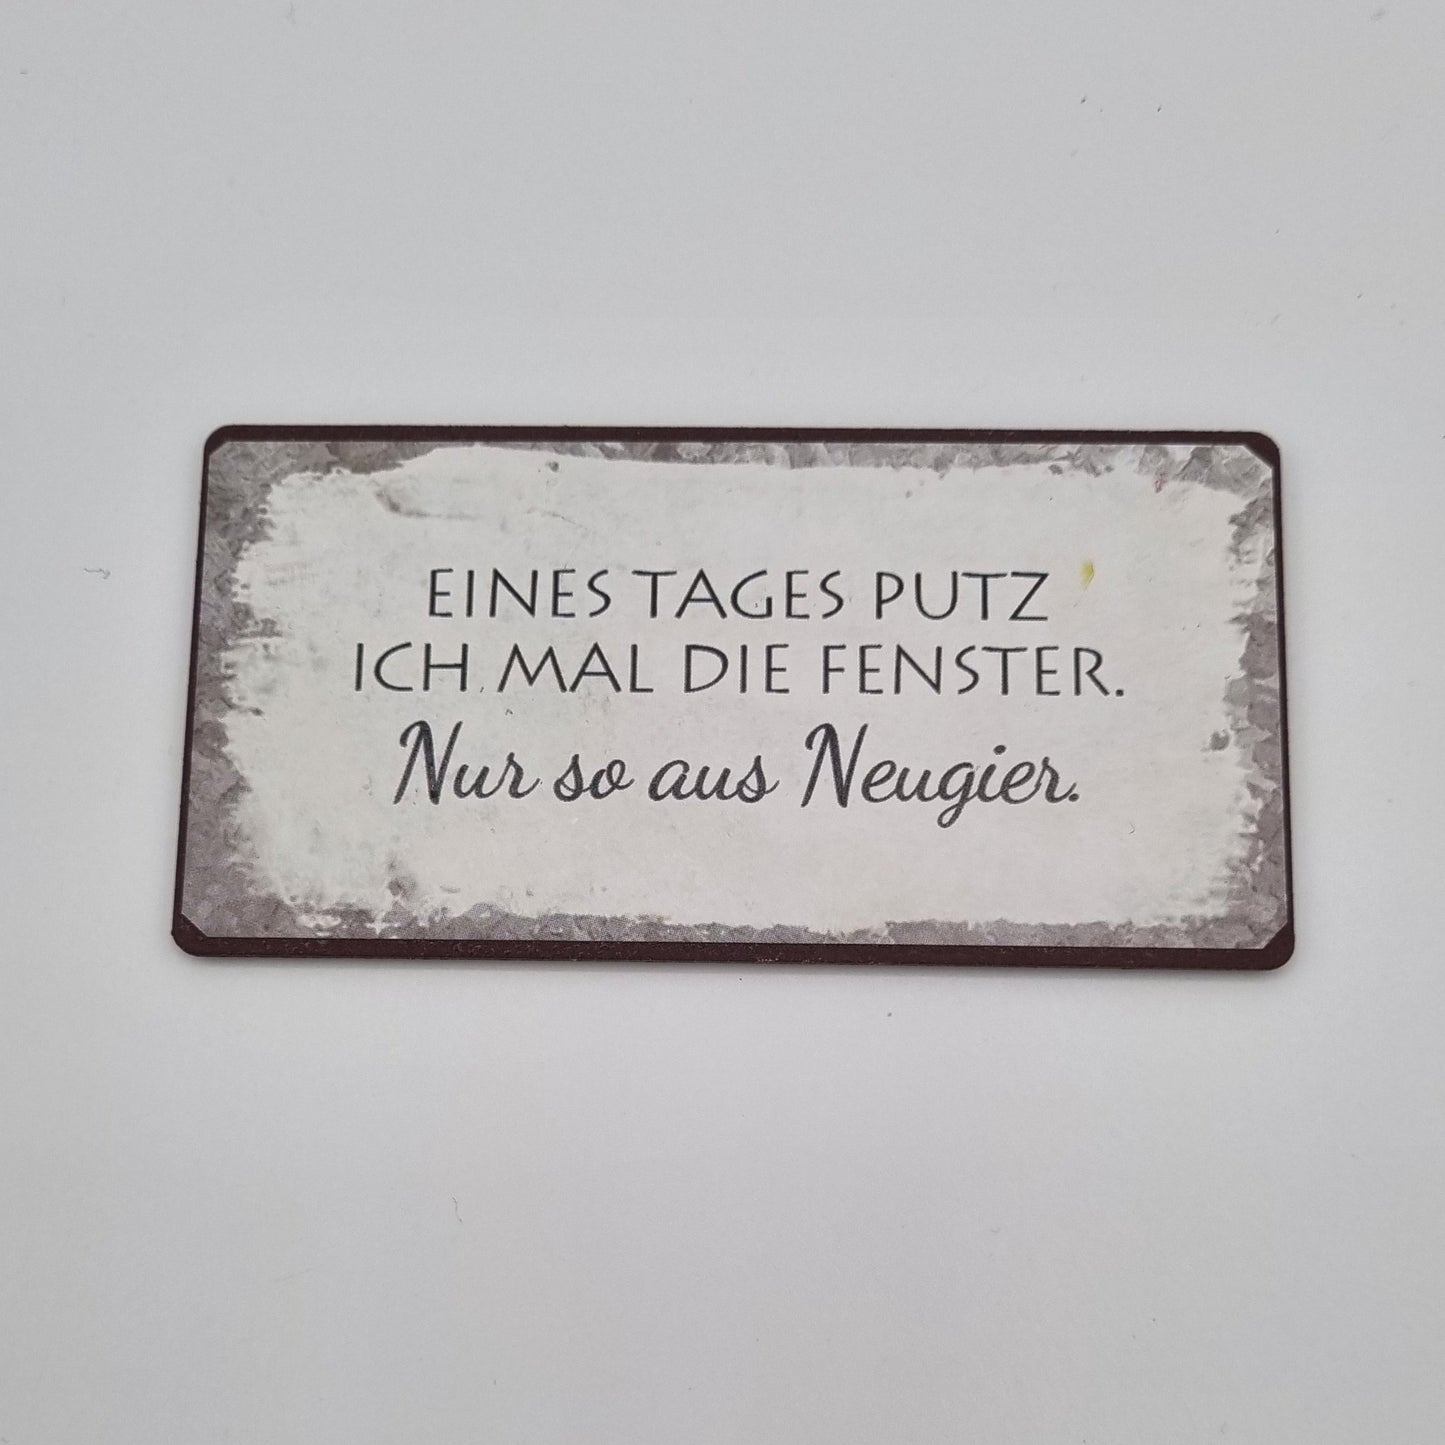 EINES TAGES PUTZ
ICH MAL DIE FENSTER.
Nur so aus Neugier.